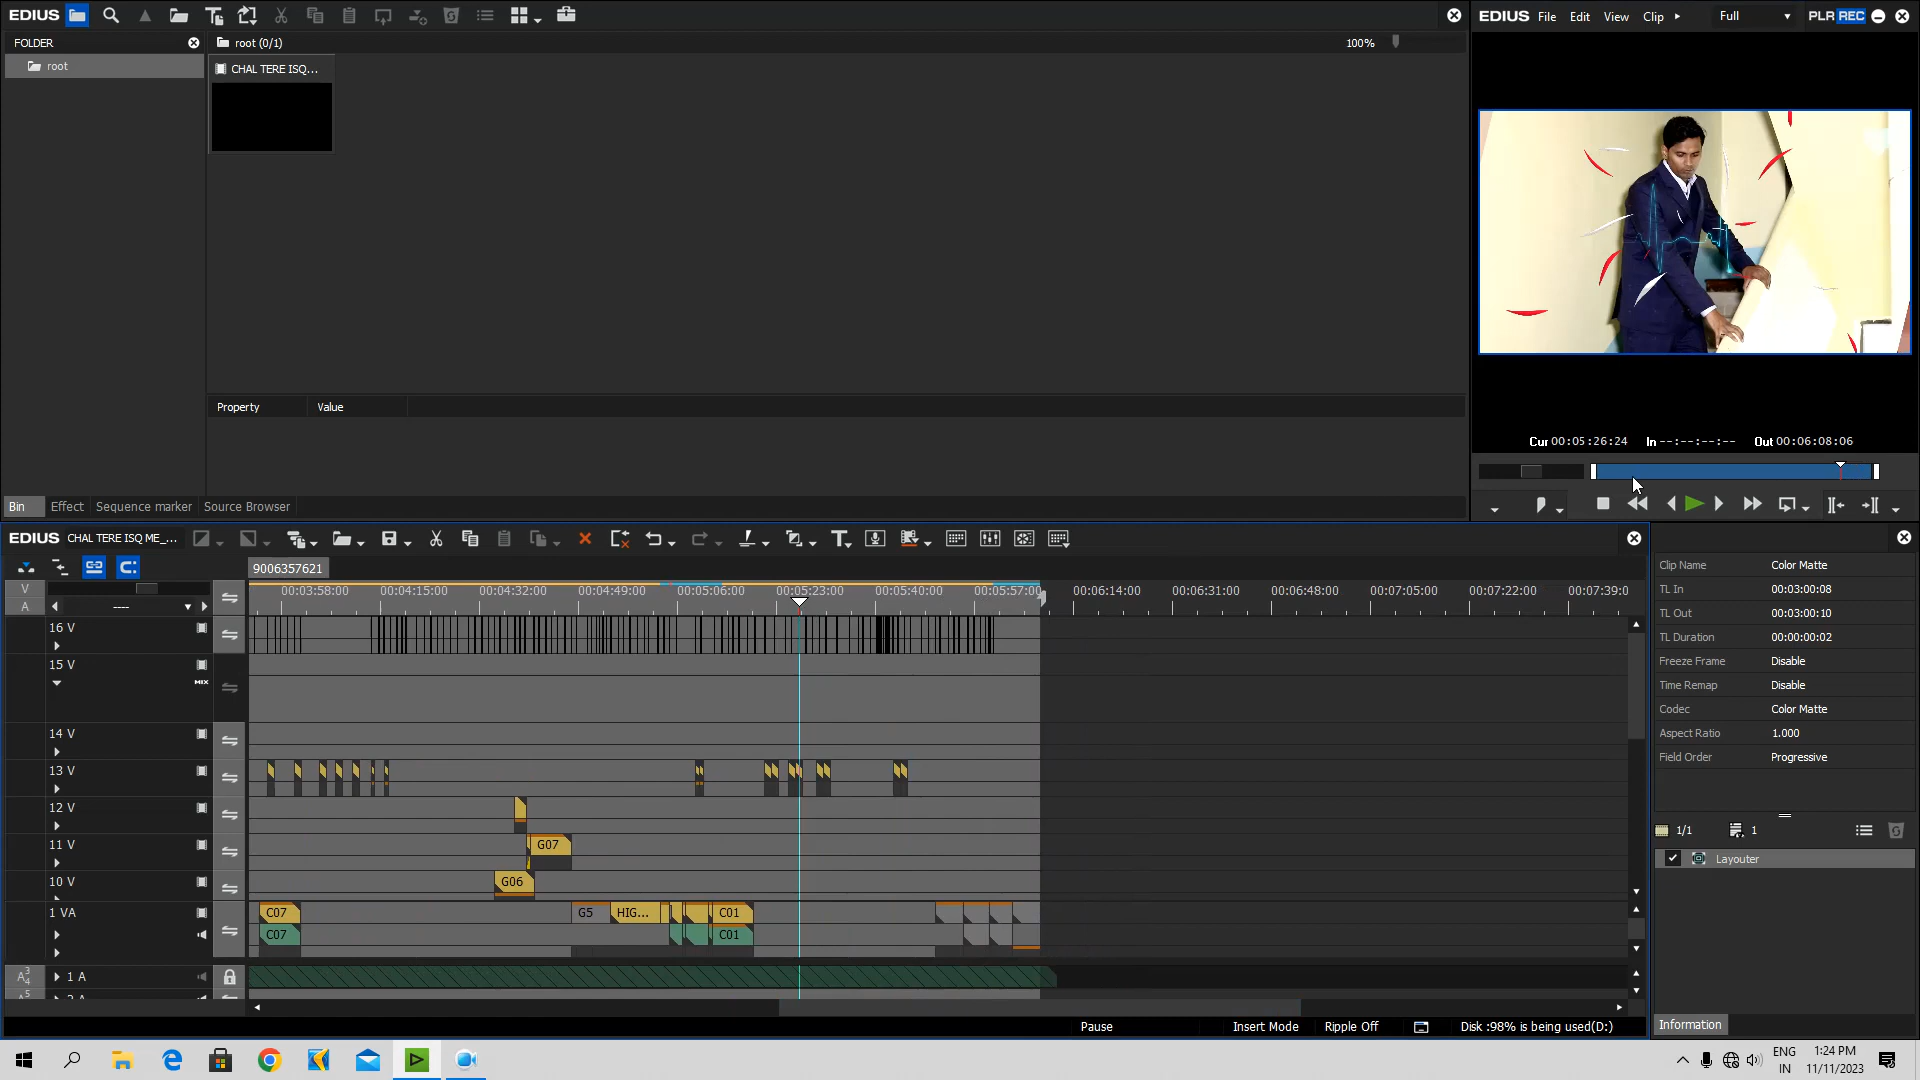 EDIUS
EDIUS File Edit View Clip Full PLR REC
FOLDER
root (0/1)
100%
root
CHAL TERE ISQ...
Property Value
Cur 00:05:26:24 In --:--:--:-- Out 00:06:08:06
Bin Effect Sequence marker Source Browser
EDIUS CHAL TERE ISQ ME_...
9006357621
V
A ----
00:03:58:00 00:04:15:00 00:04:32:00 00:04:49:00 00:05:06:00 00:05:23:00 00:05:40:00 00:05:57:00 00:06:14:00 00:06:31:00 00:06:48:00 00:07:05:00 00:07:22:00 00:07:39:0
16 V
15 V
MIX
14 V
13 V
12 V
11 V G07
10 V G06
1 VA C07 G5 HIG... C01
C07 C01
A 3 4 1 A
A 5 2 A
Clip Name Color Matte
TL In 00:03:00:08
TL Out 00:03:00:10
TL Duration 00:00:00:02
Freeze Frame Disable
Time Remap Disable
Codec Color Matte
Aspect Ratio 1.000
Field Order Progressive
1/1 1
Layouter
Information
Pause Insert Mode Ripple Off Disk :98% is being used(D:)
ENG
IN
1:24 PM
11/11/2023